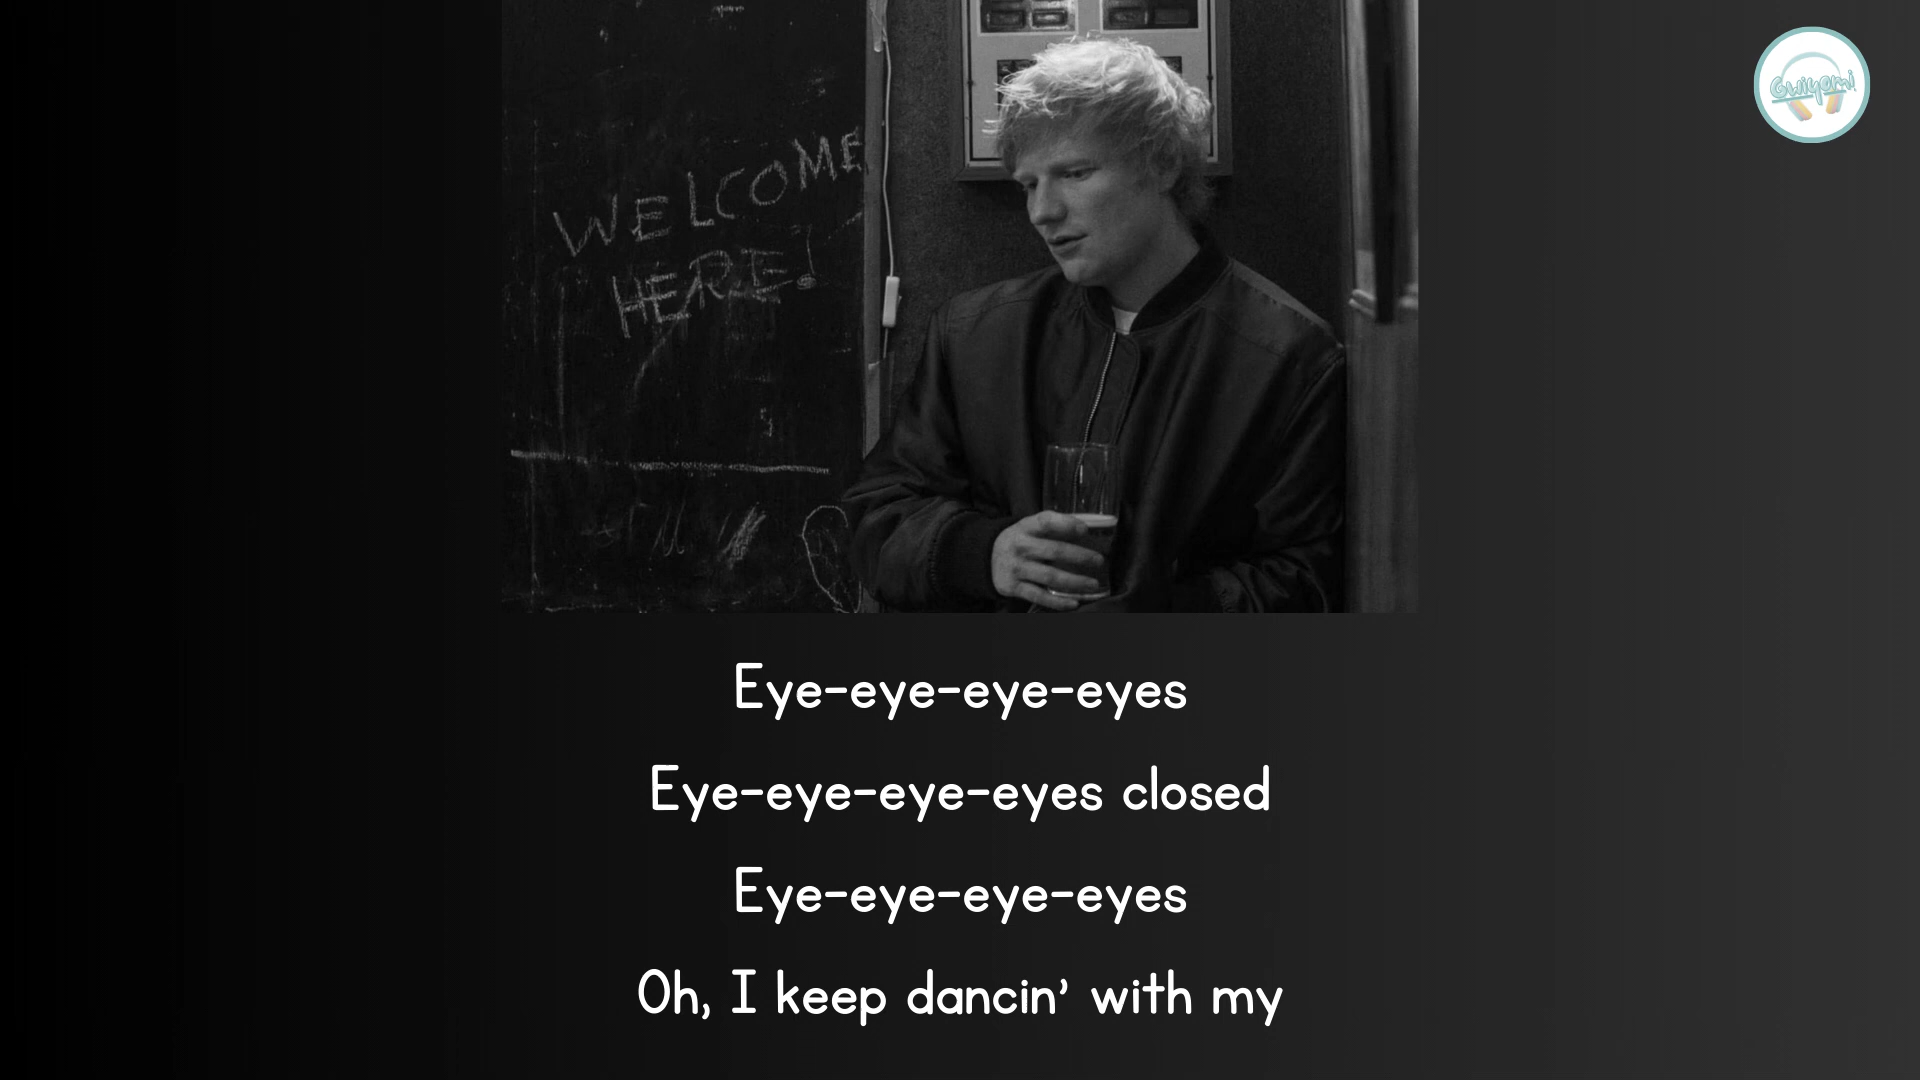 WELCOME
HERE!
Gwiyomi
Eye-eye-eye-eyes
Eye-eye-eye-eyes closed
Eye-eye-eye-eyes
Oh, I keep dancin' with my